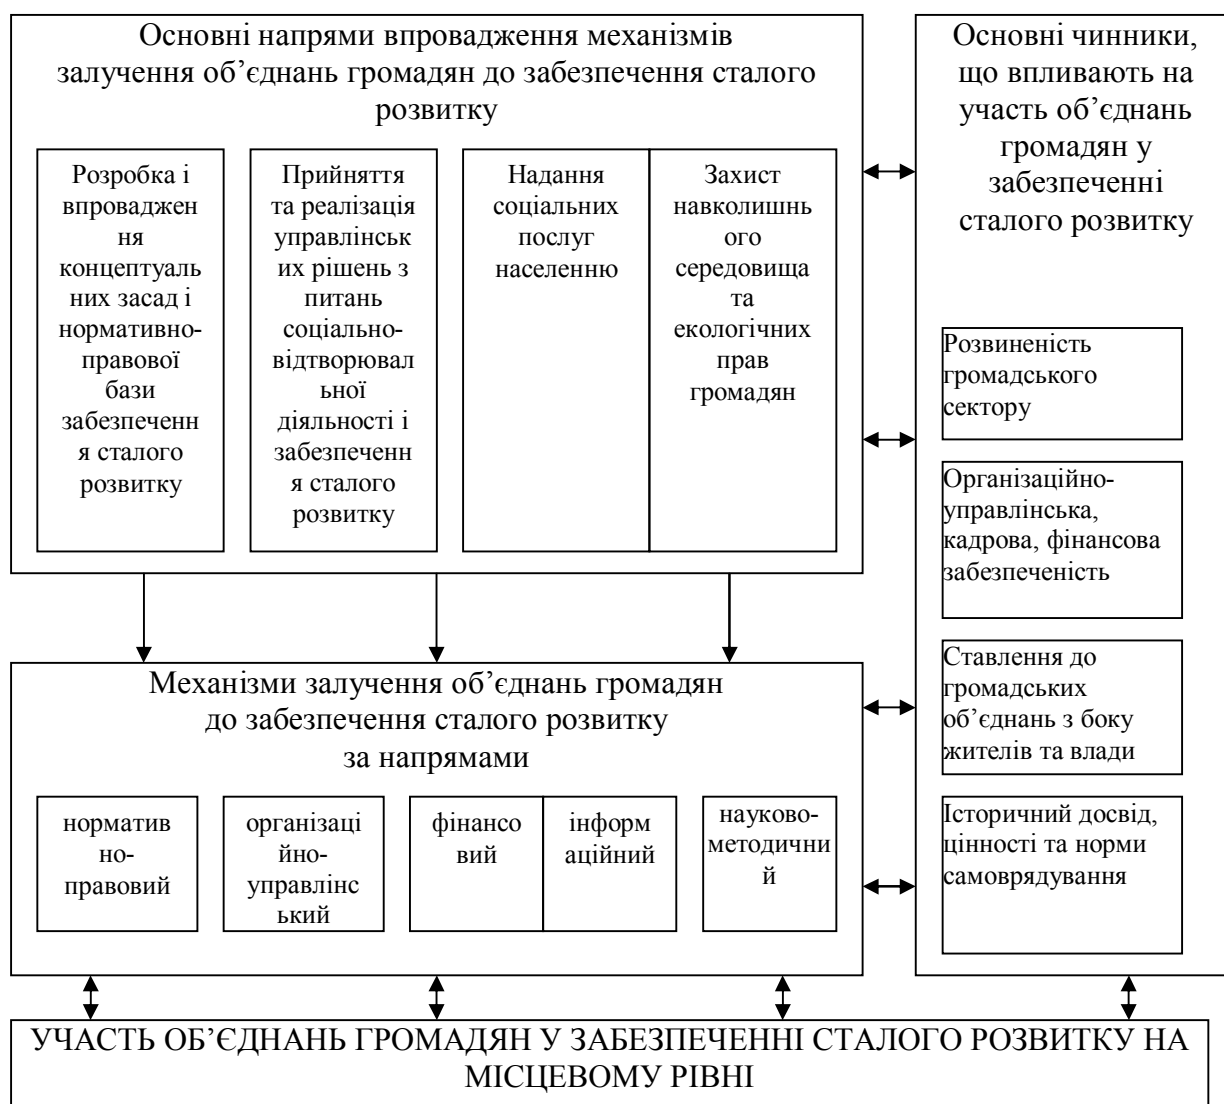 Основні напрями впровадження механізмів
залучення об’єднань громадян до забезпечення сталого
розвитку
Розробка і
впроваджен
ня
концептуаль
них засад і
нормативно-
правової
бази
забезпеченн
я сталого
розвитку
Прийняття
та реалізація
управлінськ
их рішень з
питань
соціально-
відтворювал
ьної
діяльності і
забезпеченн
я сталого
розвитку
Надання
соціальних
послуг
населенню
Захист
навколишнь
ого
середовища
та
екологічних
прав
громадян
Основні чинники,
що впливають на
участь об’єднань
громадян у
забезпеченні
сталого розвитку
Розвиненість
громадського
сектору
Організаційно-
управлінська,
кадрова, фінансова
забезпеченість
Ставлення до
громадських
об’єднань з боку
жителів та влади
Історичний досвід,
цінності та норми
самоврядування
Механізми залучення об’єднань громадян
до забезпечення сталого розвитку
за напрямами
норматив
но-
правовий
організаці
йно-
управлінс
ький
фінансо
вий
інформ
аційний
науково-
методични
й
УЧАСТЬ ОБ’ЄДНАНЬ ГРОМАДЯН У ЗАБЕЗПЕЧЕННІ СТАЛОГО РОЗВИТКУ НА
МІСЦЕВОМУ РІВНІ